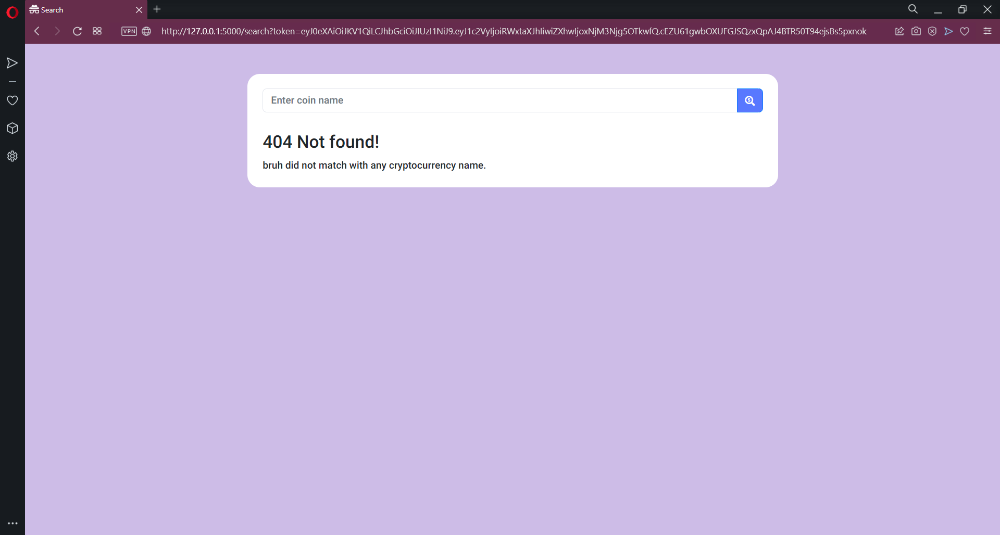 Search
VPN
http://127.0.0.1:5000/search?token=eyJ0eXAiOiJKV1QiLCJhbGciOiJIUzI1NiJ9.eyJ1c2VyIjoiRWxtaXJhIiwiZXhwIjoxNjM3Njg5OTkwfQ.cEZU61gwbOXUFGJSQzxQpAJ4BTR50T94ejsBs5pxnok
Enter coin name
404 Not found!
bruh did not match with any cryptocurrency name.